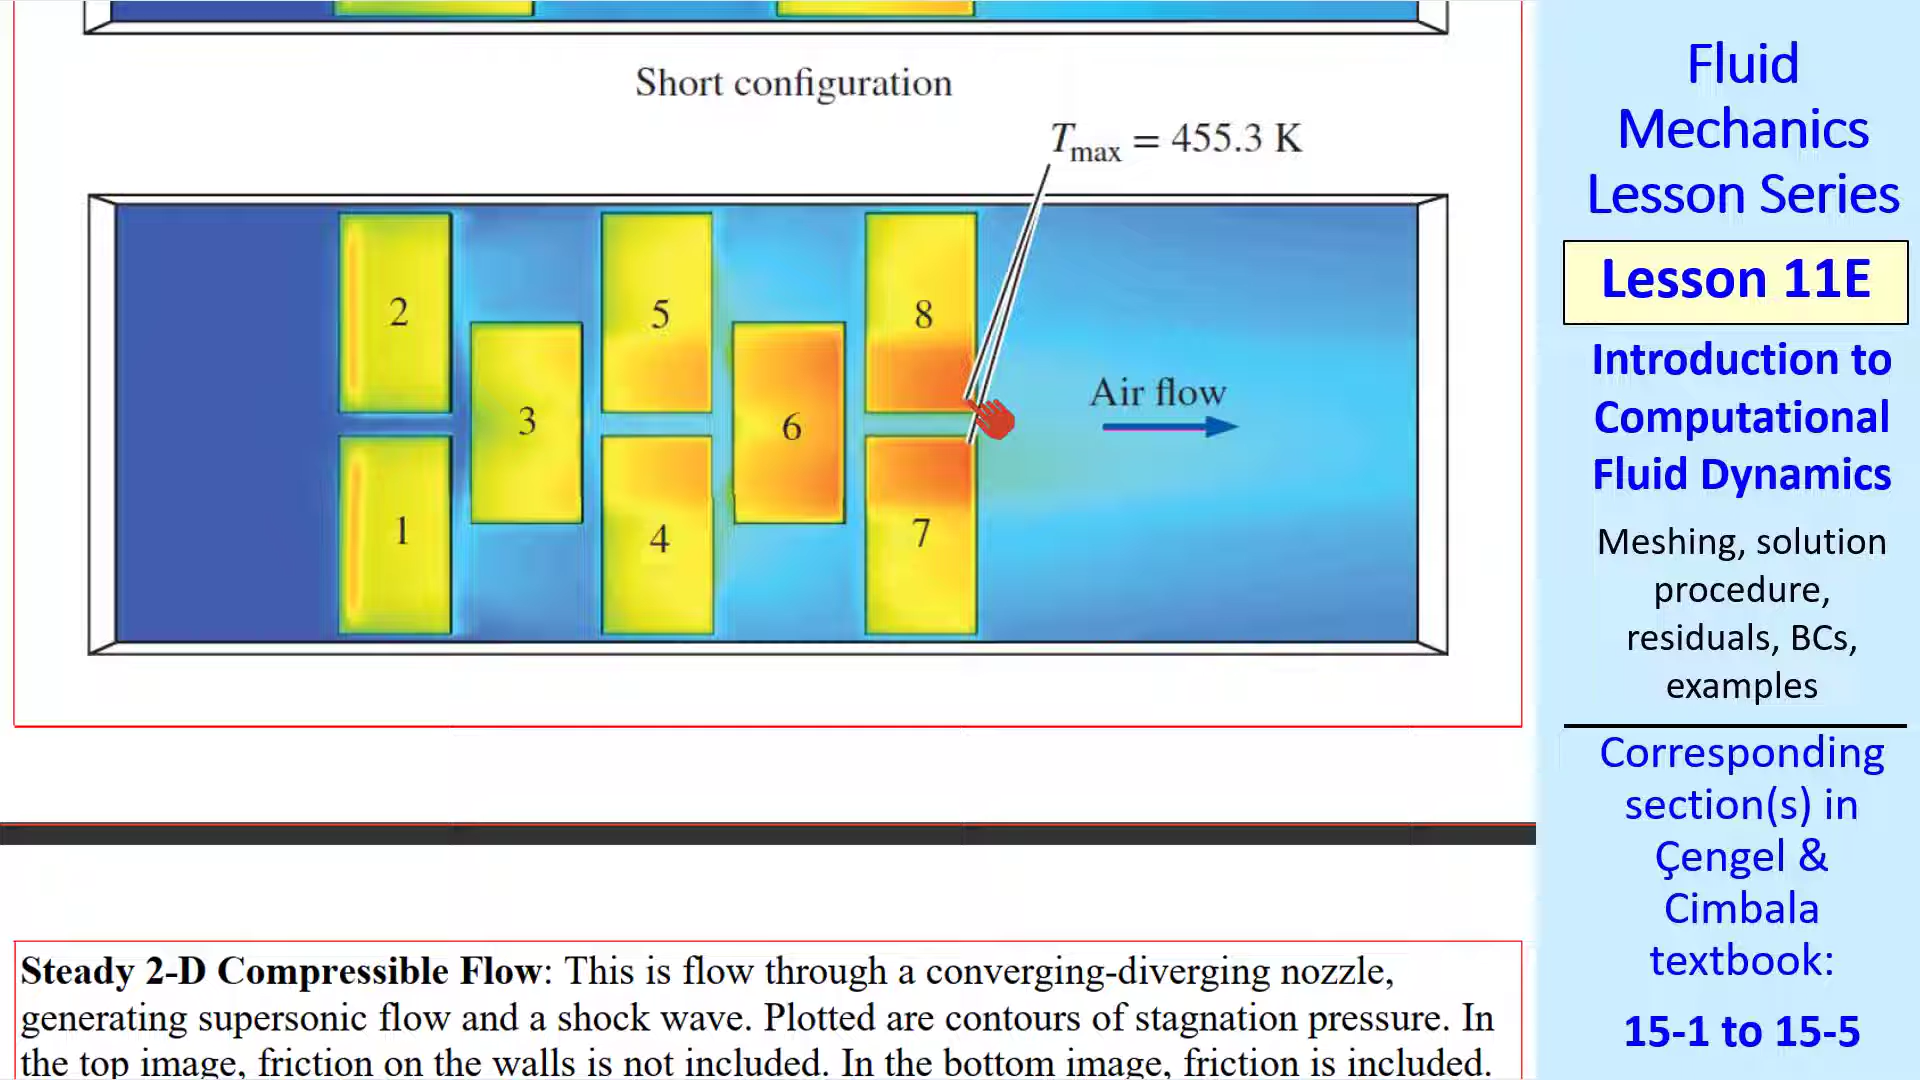 Short configuration
Tmax = 455.3 K
2
5
8
3
6
Air flow
1
4
7
Steady 2-D Compressible Flow: This is flow through a converging-diverging nozzle,
generating supersonic flow and a shock wave. Plotted are contours of stagnation pressure. In
the top image, friction on the walls is not included. In the bottom image, friction is included.
Fluid
Mechanics
Lesson Series
Lesson 11E
Introduction to
Computational
Fluid Dynamics
Meshing, solution
procedure,
residuals, BCs,
examples
Corresponding
section(s) in
Çengel &
Cimbala
textbook:
15-1 to 15-5